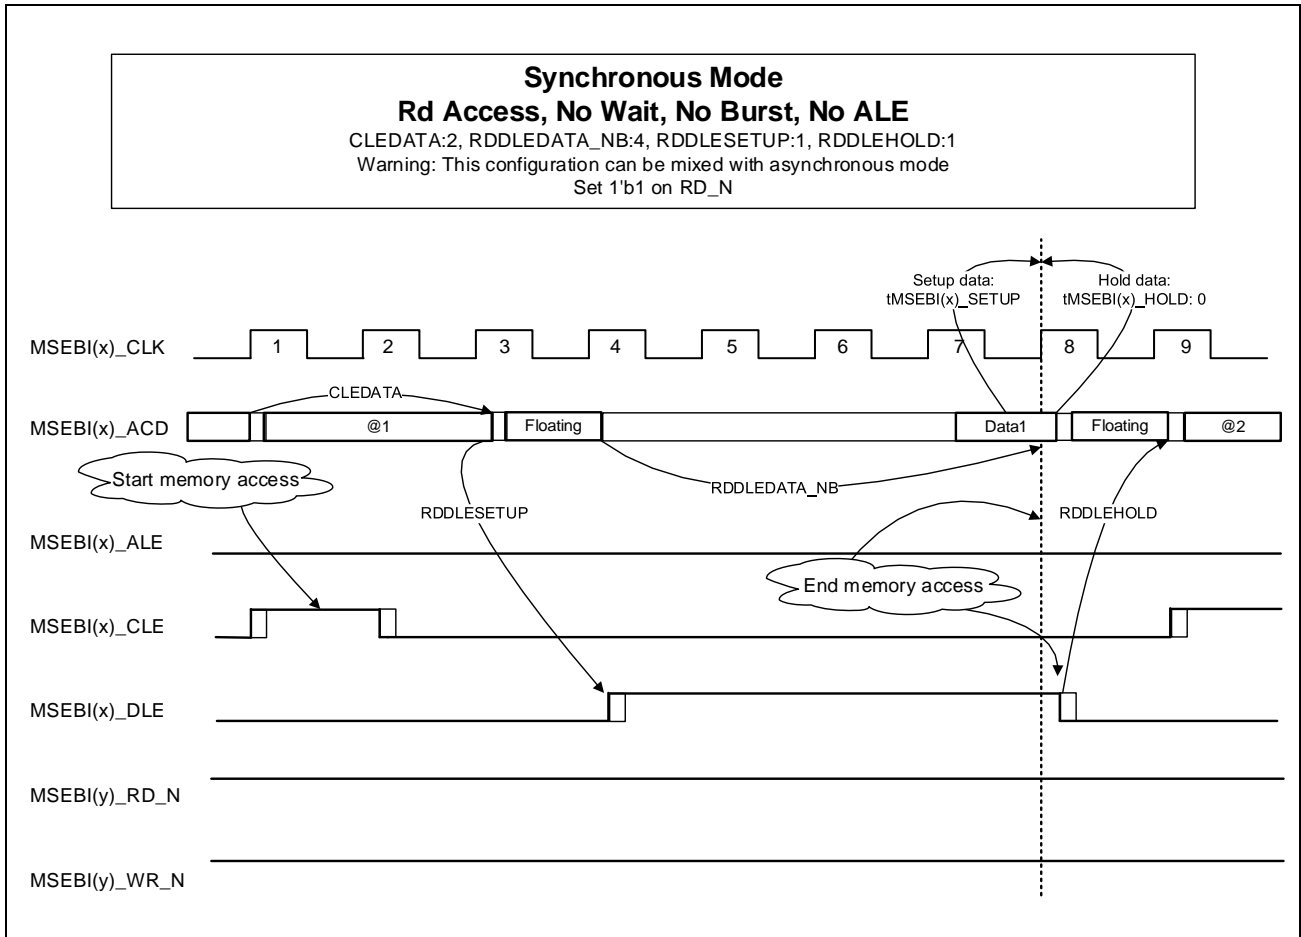 Synchronous Mode
Rd Access, No Wait, No Burst, No ALE
CLEDATA:2, RDDLEDATA_NB:4, RDDLESETUP:1, RDDLEHOLD:1
Warning: This configuration can be mixed with asynchronous mode
Set 1'b1 on RD_N
Setup data:
tMSEBI(x)_SETUP
Hold data:
tMSEBI(x)_HOLD: 0
MSEBI(x)_CLK
1 2 3 4 5 6 7 8 9
CLEDATA
MSEBI(x)_ACD
@1 Floating Data1 Floating @2
Start memory access
RDDLEDATA_NB
RDDLESETUP
RDDLEHOLD
MSEBI(x)_ALE
End memory access
MSEBI(x)_CLE
MSEBI(x)_DLE
MSEBI(y)_RD_N
MSEBI(y)_WR_N